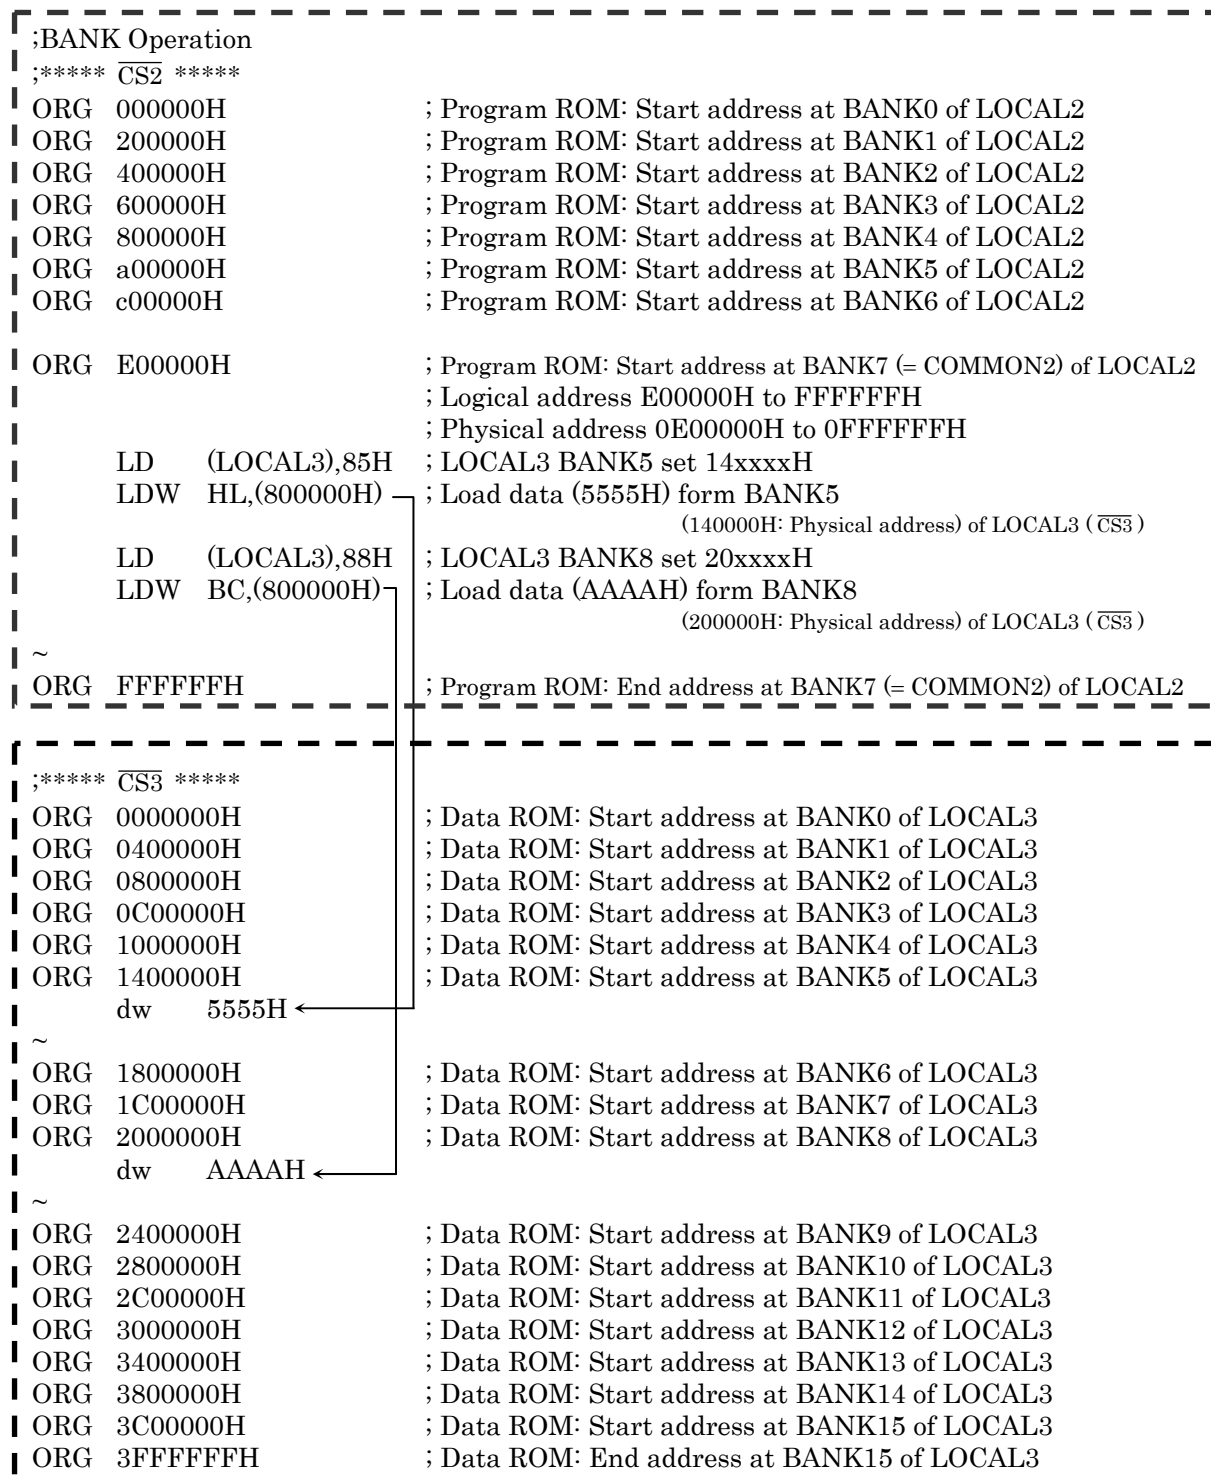 ;BANK Operation
;***** CS2 *****
ORG 000000H ; Program ROM: Start address at BANK0 of LOCAL2
ORG 200000H ; Program ROM: Start address at BANK1 of LOCAL2
ORG 400000H ; Program ROM: Start address at BANK2 of LOCAL2
ORG 600000H ; Program ROM: Start address at BANK3 of LOCAL2
ORG 800000H ; Program ROM: Start address at BANK4 of LOCAL2
ORG a00000H ; Program ROM: Start address at BANK5 of LOCAL2
ORG c00000H ; Program ROM: Start address at BANK6 of LOCAL2
ORG E00000H ; Program ROM: Start address at BANK7 (= COMMON2) of LOCAL2
; Logical address E00000H to FFFFFFH
; Physical address 0E00000H to 0FFFFFFH
LD (LOCAL3),85H ; LOCAL3 BANK5 set 14xxxxH
LDW HL,(800000H) ; Load data (5555H) form BANK5
(140000H: Physical address) of LOCAL3 ( CS3 )
LD (LOCAL3),88H ; LOCAL3 BANK8 set 20xxxxH
LDW BC,(800000H) ; Load data (AAAAH) form BANK8
(200000H: Physical address) of LOCAL3 ( CS3 )
~
ORG FFFFFFH ; Program ROM: End address at BANK7 (= COMMON2) of LOCAL2
;***** CS3 *****
ORG 0000000H ; Data ROM: Start address at BANK0 of LOCAL3
ORG 0400000H ; Data ROM: Start address at BANK1 of LOCAL3
ORG 0800000H ; Data ROM: Start address at BANK2 of LOCAL3
ORG 0C00000H ; Data ROM: Start address at BANK3 of LOCAL3
ORG 1000000H ; Data ROM: Start address at BANK4 of LOCAL3
ORG 1400000H ; Data ROM: Start address at BANK5 of LOCAL3
dw 5555H
~
ORG 1800000H ; Data ROM: Start address at BANK6 of LOCAL3
ORG 1C00000H ; Data ROM: Start address at BANK7 of LOCAL3
ORG 2000000H ; Data ROM: Start address at BANK8 of LOCAL3
dw AAAAH
~
ORG 2400000H ; Data ROM: Start address at BANK9 of LOCAL3
ORG 2800000H ; Data ROM: Start address at BANK10 of LOCAL3
ORG 2C00000H ; Data ROM: Start address at BANK11 of LOCAL3
ORG 3000000H ; Data ROM: Start address at BANK12 of LOCAL3
ORG 3400000H ; Data ROM: Start address at BANK13 of LOCAL3
ORG 3800000H ; Data ROM: Start address at BANK14 of LOCAL3
ORG 3C00000H ; Data ROM: Start address at BANK15 of LOCAL3
ORG 3FFFFFFH ; Data ROM: End address at BANK15 of LOCAL3